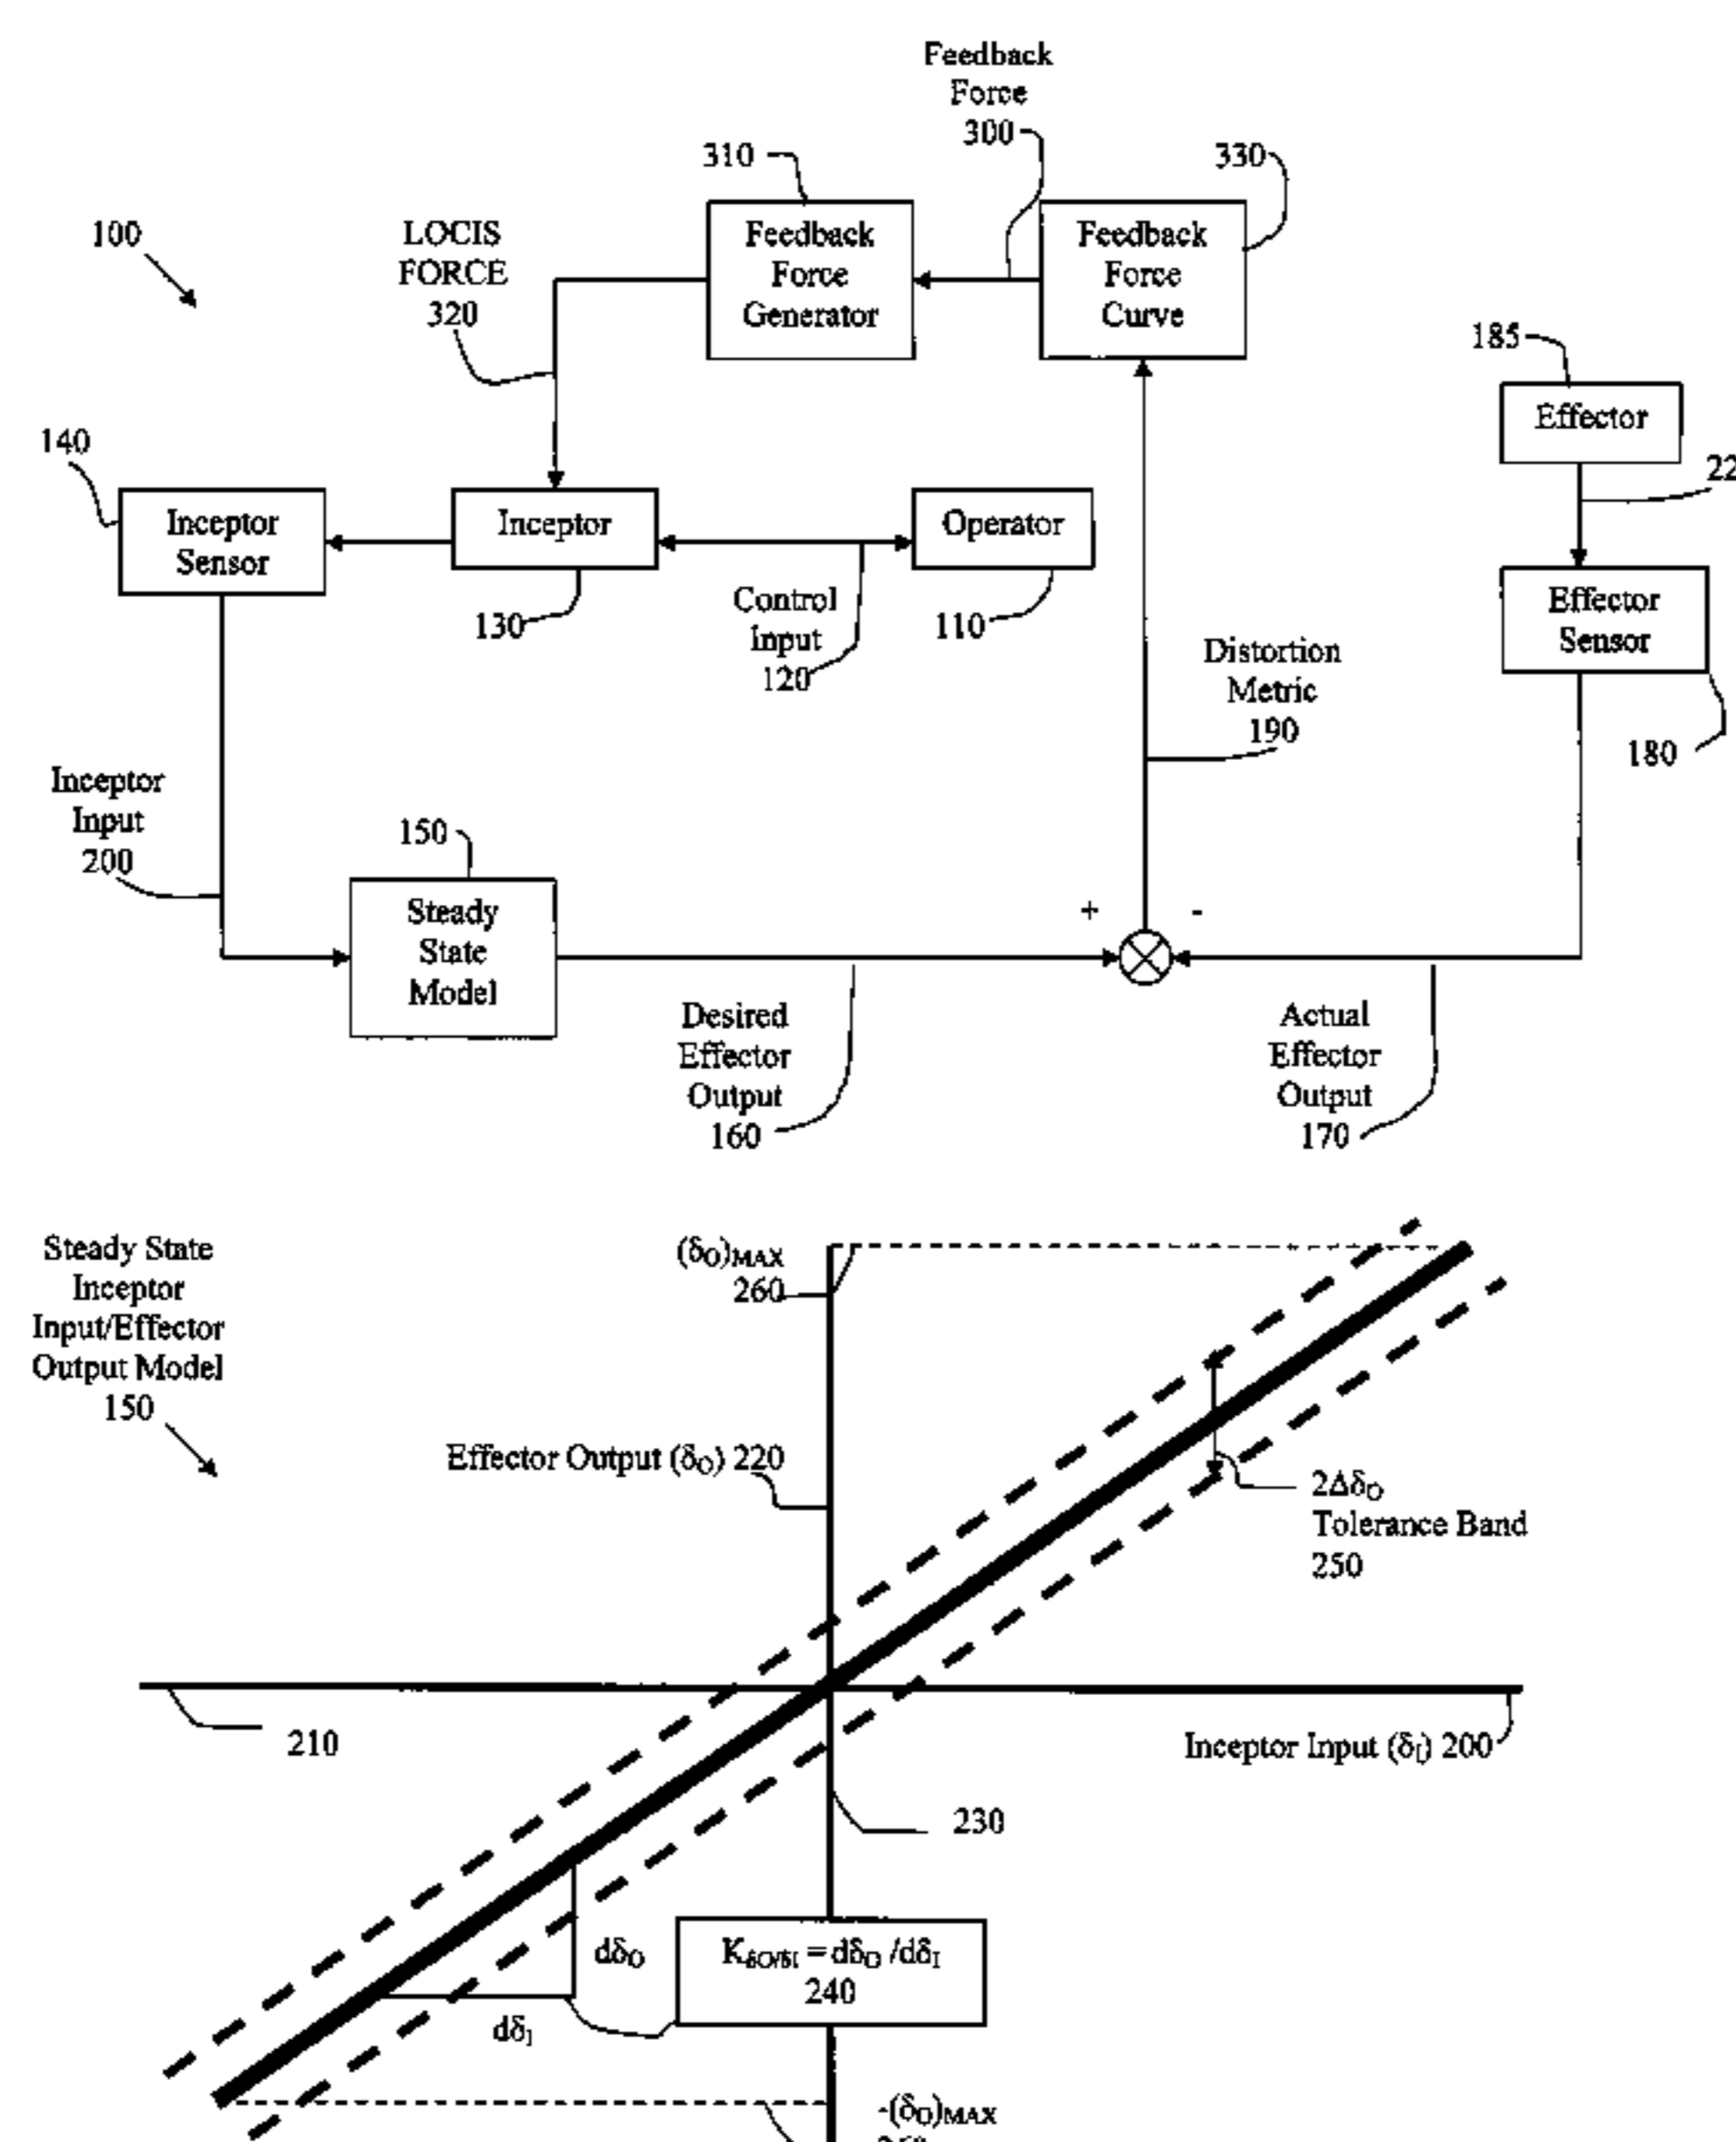 Feedback
Force
300
310
330
100
LOCIS
FORCE
320
Feedback
Force
Generator
Feedback
Force
Curve
185
Effector
22
140
Inceptor
Sensor
Inceptor
Operator
130
Control
Input
120
110
Effector
Sensor
Distortion
Metric
190
180
Inceptor
Input
200
150
Steady
State
Model
+ -
Desired
Effector
Output
160
Actual
Effector
Output
170
Steady State
Inceptor
Input/Effector
Output Model
150
(δO)MAX
260
Effector Output (δO) 220
2ΔδO
Tolerance Band
250
210
Inceptor Input (δI) 200
230
dδO
KδO/δI = dδO /dδI
240
dδI
-(δO)MAX